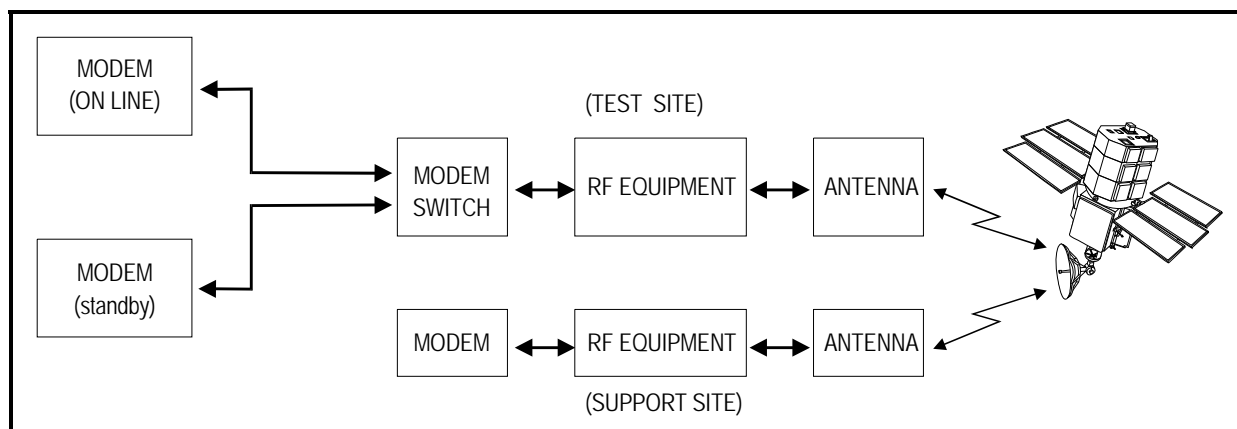 MODEM
(ON LINE)
(TEST SITE)
MODEM
SWITCH
RF EQUIPMENT
ANTENNA
MODEM
(standby)
MODEM
RF EQUIPMENT
ANTENNA
(SUPPORT SITE)